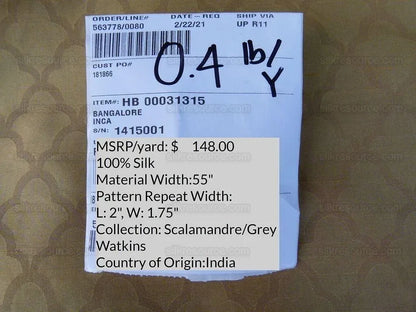 ORDER/LINE# DATE-REQ SHIP VIA
563778/0080 2/22/21 UP R11
CUST PO#
181866
0.4 lb/
Y
ITEM#: HB 00031315
BANGALORE
INCA
S/N: 1415001
MSRP/yard: $ 148.00
100% Silk
Material Width:55"
Pattern Repeat Width:
L: 2", W: 1.75"
Collection: Scalamandre/Grey
Watkins
Country of Origin:India